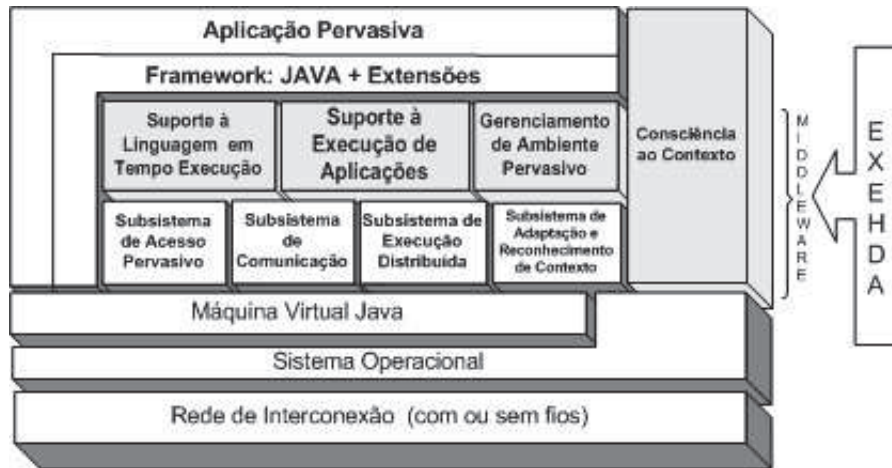 Aplicação Pervasiva
Framework: JAVA + Extensões
Suporte à
Linguagem em
Tempo Execução
Suporte à
Execução de
Aplicações
Gerenciamento
de Ambiente
Pervasivo
Consciência
ao Contexto
Subsistema
de Acesso
Pervasivo
Subsistema
de
Comunicação
Subsistema de
Execução
Distribuída
Subsistema de
Adaptação e
Reconhecimento
de Contexto
MIDDLEWARE
EXEHDA
Máquina Virtual Java
Sistema Operacional
Rede de Interconexão (com ou sem fios)